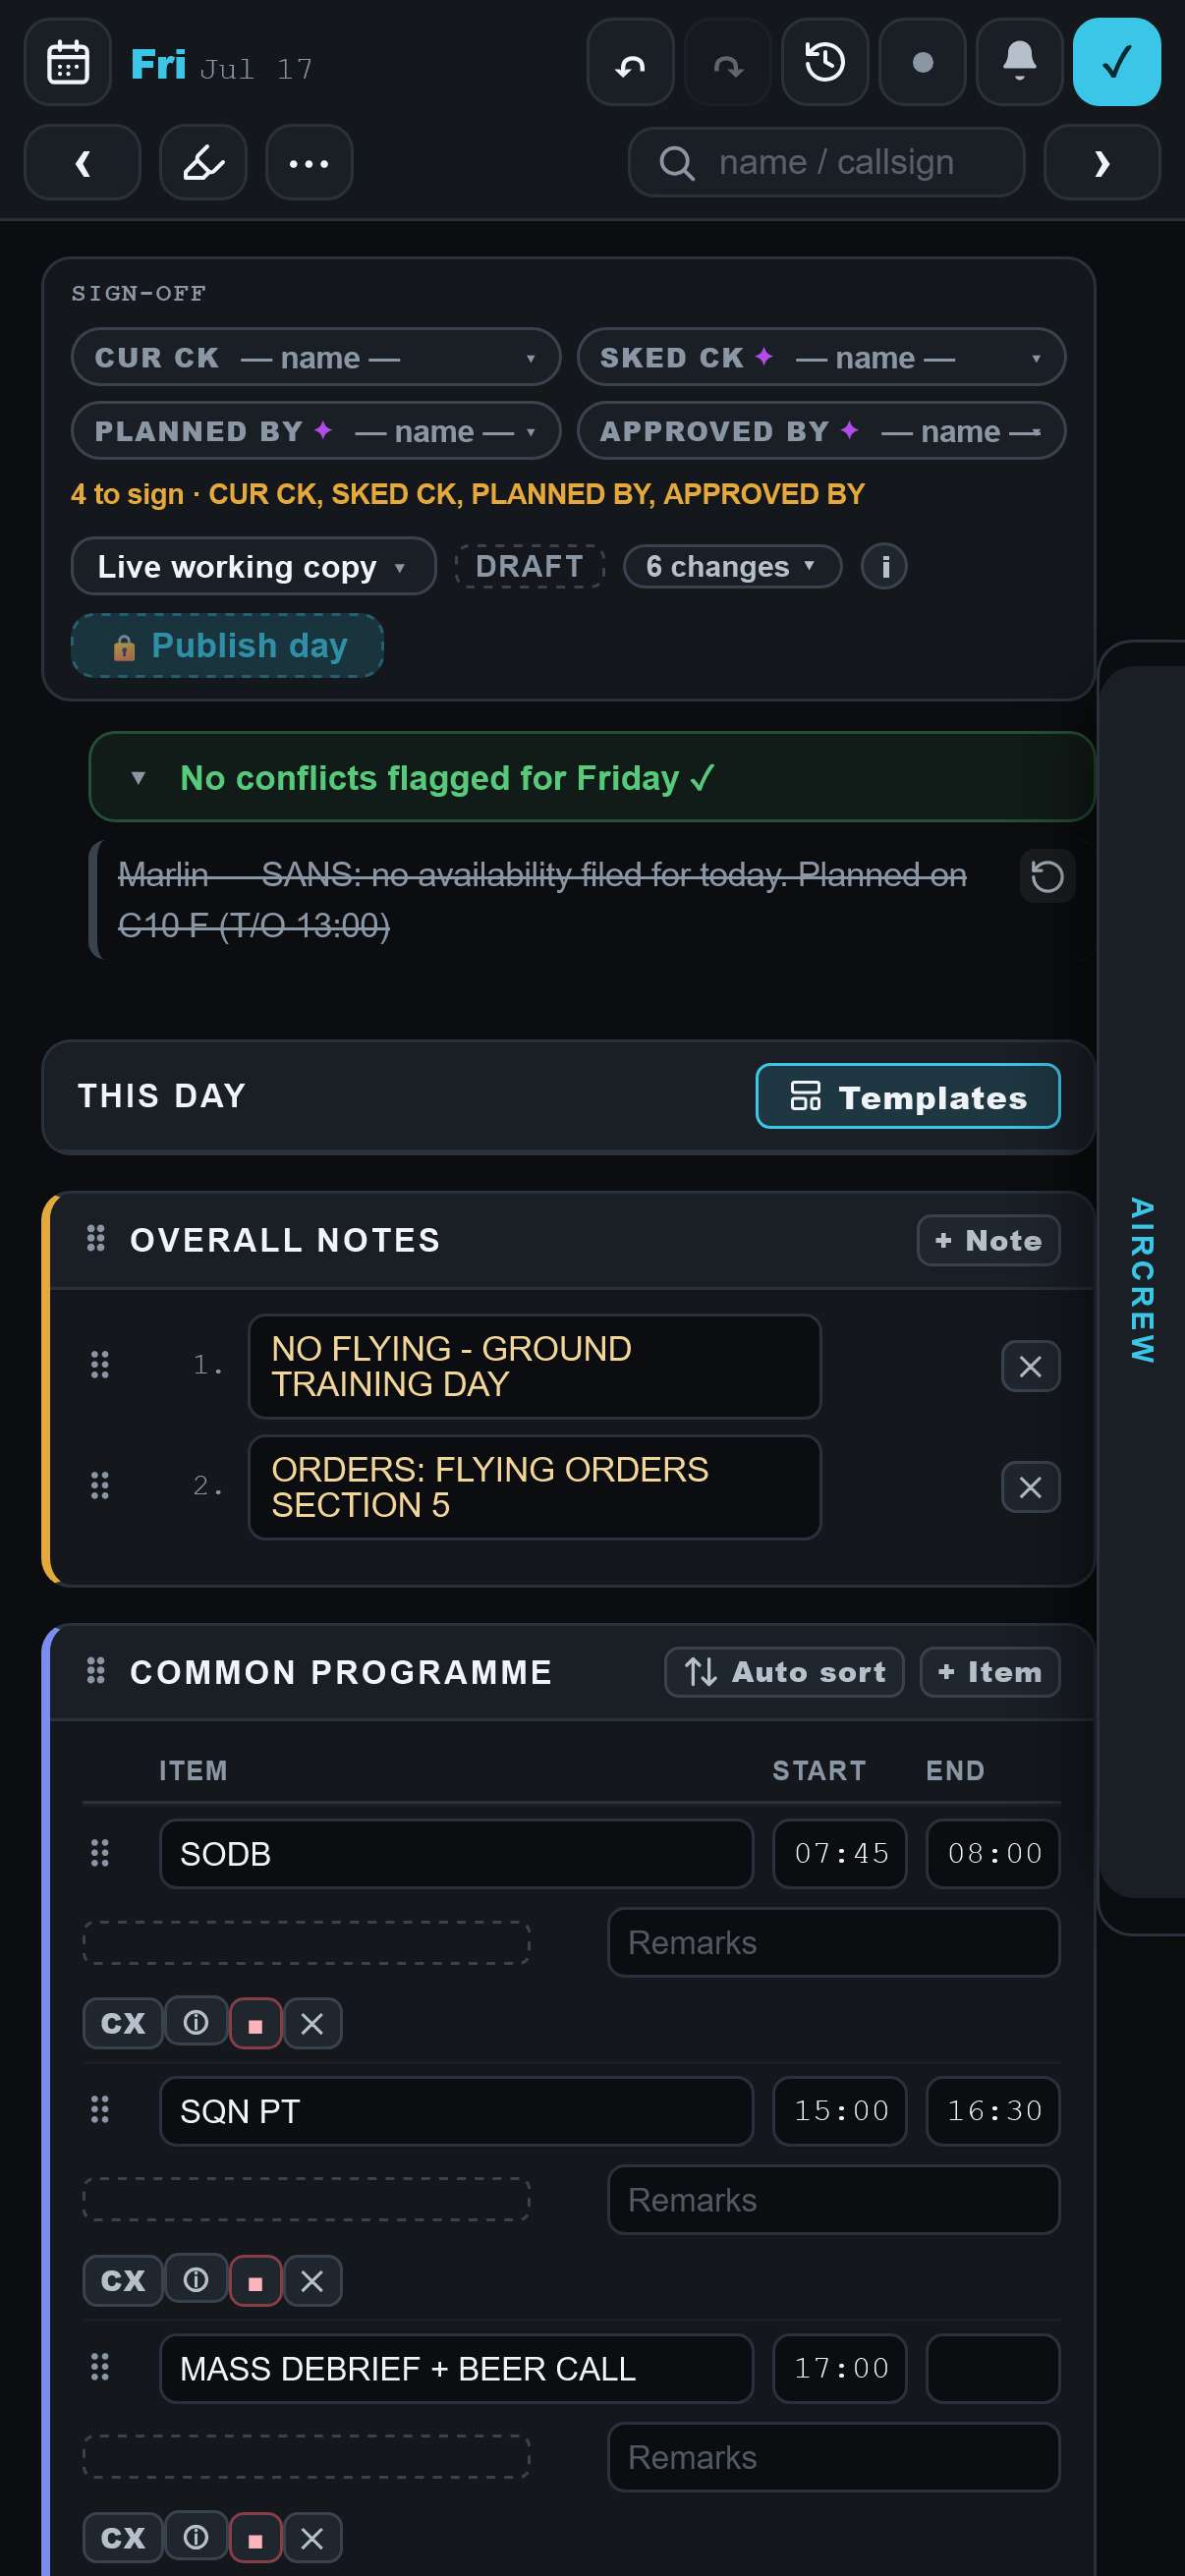 Fri Jul 17
name / callsign
SIGN-OFF
CUR CK — name —
SKED CK ✦ — name —
PLANNED BY ✦ — name —
APPROVED BY ✦ — name —
4 to sign · CUR CK, SKED CK, PLANNED BY, APPROVED BY
Live working copy
DRAFT
6 changes
i
Publish day
No conflicts flagged for Friday ✓
Marlin — SANS: no availability filed for today. Planned on
C10 F (T/O 13:00)
THIS DAY
Templates
AIRCREW
OVERALL NOTES
+ Note
1. NO FLYING - GROUND
TRAINING DAY
2. ORDERS: FLYING ORDERS
SECTION 5
COMMON PROGRAMME
Auto sort
+ Item
ITEM START END
SODB 07:45 08:00
Remarks
CX
SQN PT 15:00 16:30
Remarks
CX
MASS DEBRIEF + BEER CALL 17:00
Remarks
CX